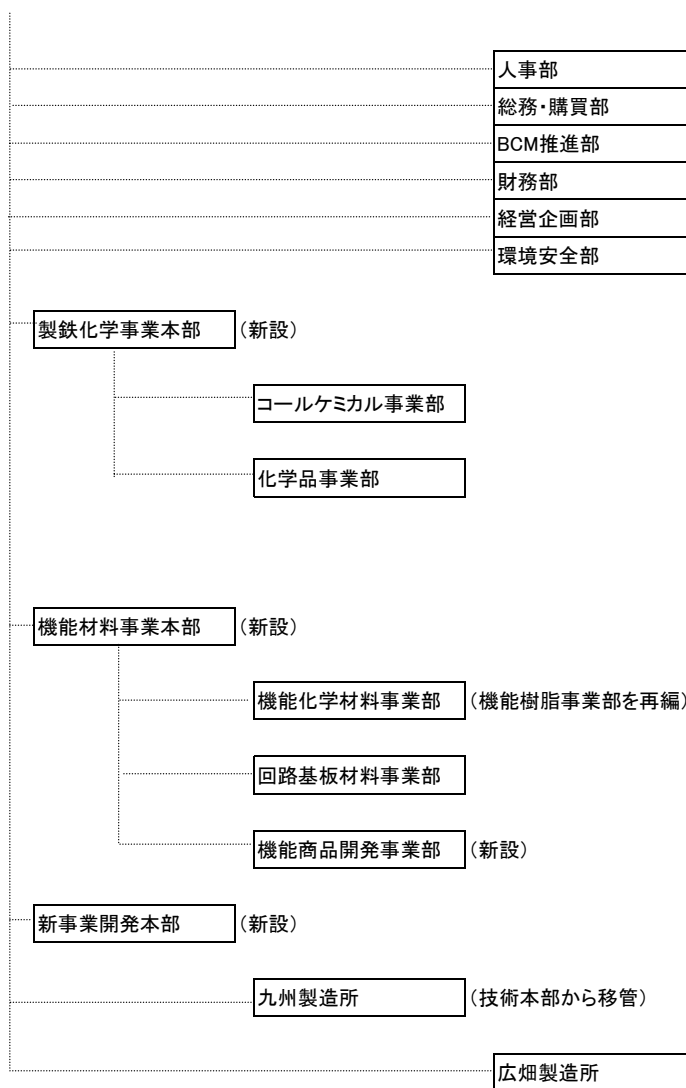 人事部
総務・購買部
BCM推進部
財務部
経営企画部
環境安全部
製鉄化学事業本部 (新設)
コールケミカル事業部
化学品事業部
機能材料事業本部 (新設)
機能化学材料事業部 (機能樹脂事業部を再編)
回路基板材料事業部
機能商品開発事業部 (新設)
新事業開発本部 (新設)
九州製造所 (技術本部から移管)
広畑製造所